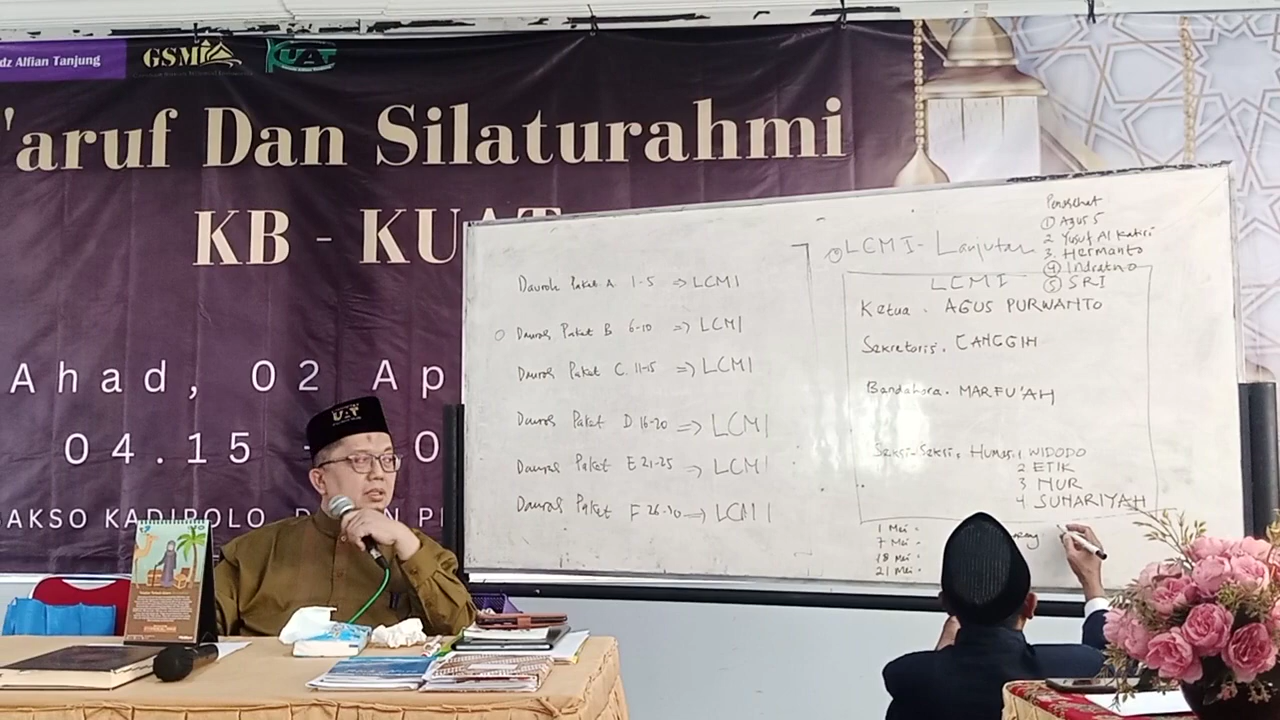 dz Alfian Tanjung
GSMI
UAT
'aruf Dan Silaturahmi
KB - KUAT
Ahad, 02 Ap
04.15 -
BAKSO KADIPOLO
UAT
Dauroh Paket A 1-5 => LCMI
Dauroh Paket B 6-10 => LCMI
Dauroh Paket C 11-15 => LCMI
Dauroh Paket D 16-20 => LCMI
Dauroh Paket E 21-25 => LCMI
Dauroh Paket F 26-30 => LCMI
Penasehat
1 Agus S
2 Yusuf Al Katiri
3. Hermanto
4 Indratno
5 SRI
LCMI - Lanjutan
LCMI
Ketua. AGUS PURWANTO
Sekretaris. CANGGIH
Bandahara. MARFU'AH
Seksi-Seksi, Humas. 1 WIDODO
2 ETIK
3 NUR
4 SUHARIYAH
1 Mei =
7 Mei =
18 Mei =
21 Mei =